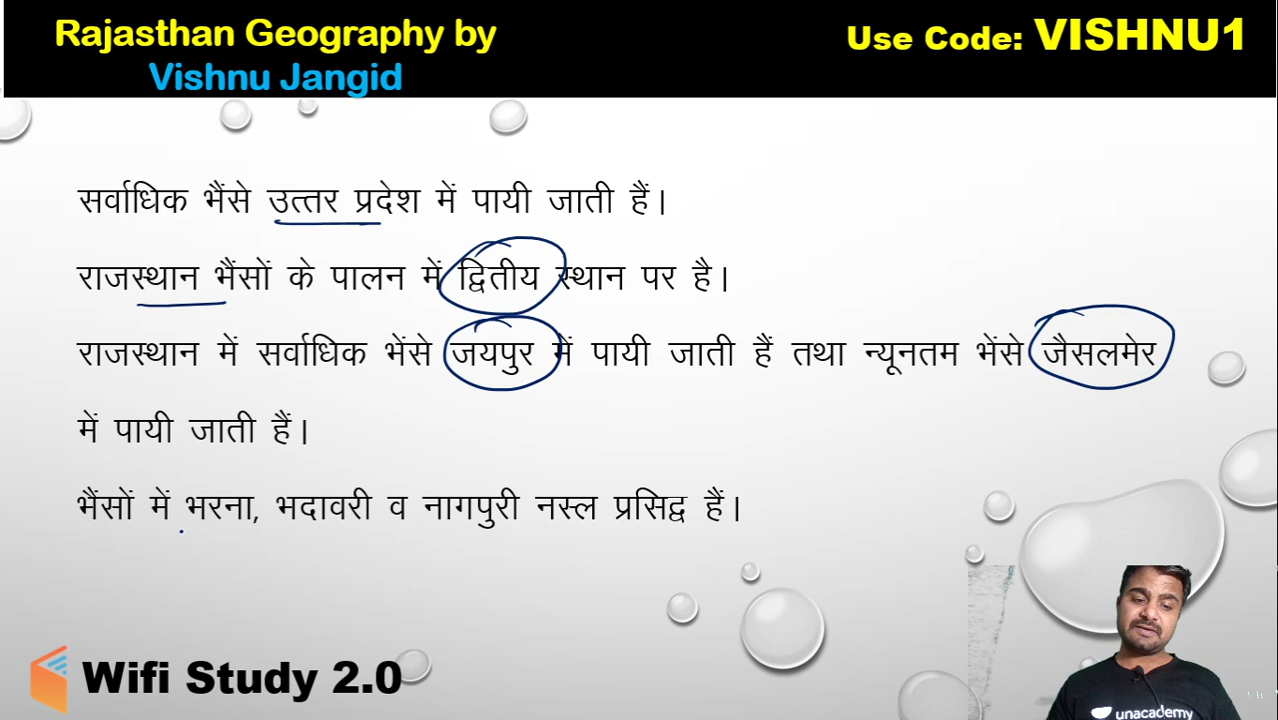 Rajasthan Geography by
Vishnu Jangid
Use Code: VISHNU1
सर्वाधिक भैंसे उत्तर प्रदेश में पायी जाती हैं।
राजस्थान भैंसों के पालन में द्वितीय स्थान पर है।
राजस्थान में सर्वाधिक भेंसे जयपुर में पायी जाती हैं तथा न्यूनतम भेंसे जैसलमेर
में पायी जाती हैं।
भैंसों में भरना, भदावरी व नागपुरी नस्ल प्रसिद्व हैं।
Wifi Study 2.0
unacademy